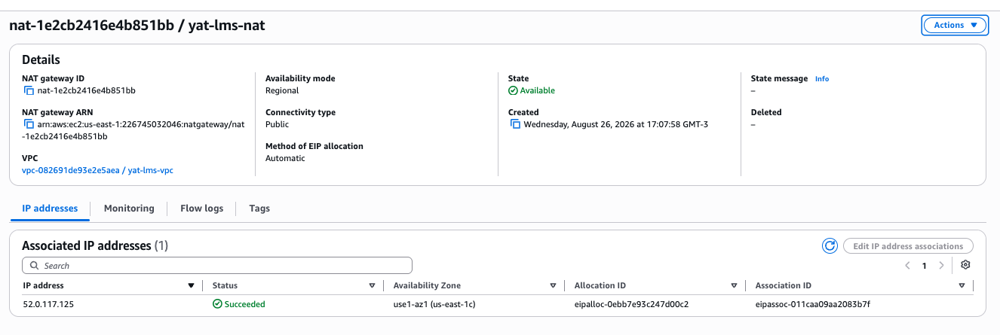 nat-1e2cb2416e4b851bb / yat-lms-nat
Actions
Details
NAT gateway ID
nat-1e2cb2416e4b851bb
NAT gateway ARN
arn:aws:ec2:us-east-1:226745032046:natgateway/nat
-1e2cb2416e4b851bb
VPC
vpc-082691de93e2e5aea / yat-lms-vpc
Availability mode
Regional
Connectivity type
Public
Method of EIP allocation
Automatic
State
Available
Created
Wednesday, August 26, 2026 at 17:07:58 GMT-3
State message Info
–
Deleted
–
IP addresses Monitoring Flow logs Tags
Associated IP addresses (1)
Edit IP address associations
Search
1
IP address Status Availability Zone Allocation ID Association ID
52.0.117.125 Succeeded use1-az1 (us-east-1c) eipalloc-0ebb7e93c247d00c2 eipassoc-011caa09aa2083b7f